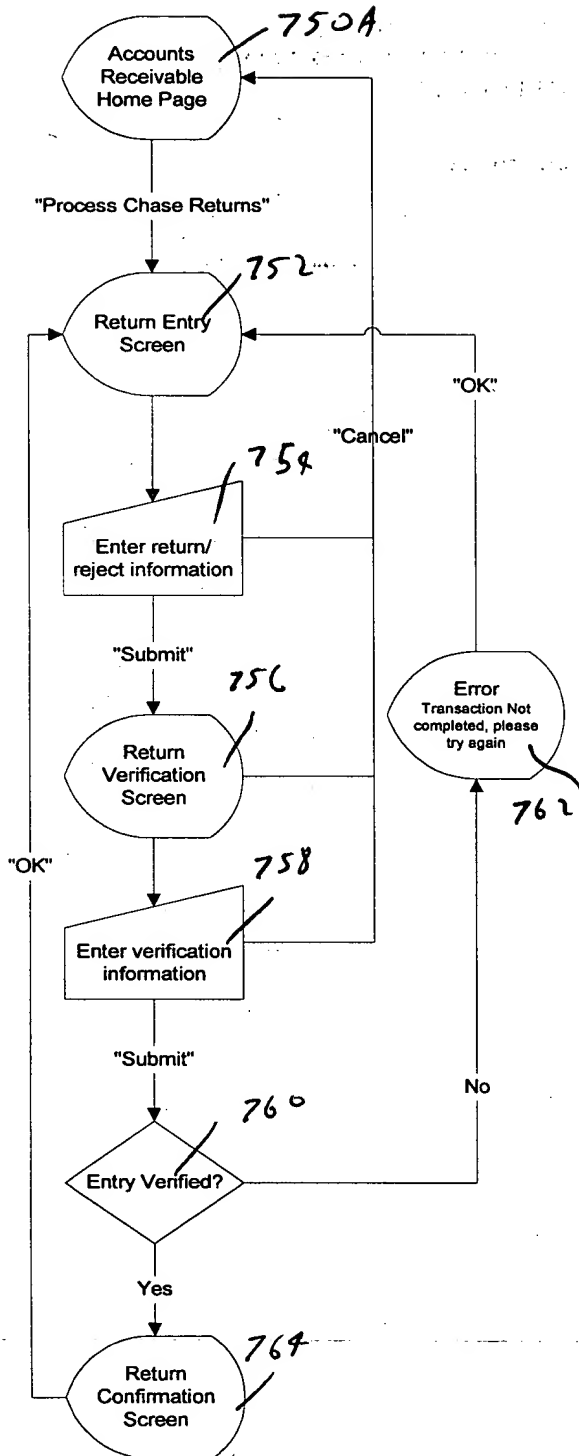 750A
Accounts
Receivable
Home Page
"Process Chase Returns"
752
Return Entry
Screen
"OK"
"Cancel"
754
Enter return/
reject information
"Submit"
756
Return
Verification
Screen
Error
Transaction Not
completed, please
try again
762
"OK"
758
Enter verification
information
"Submit"
No
760
Entry Verified?
Yes
764
Return
Confirmation
Screen